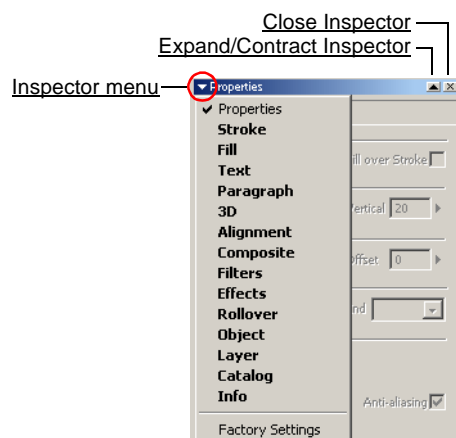 Close Inspector
Expand/Contract Inspector
Inspector menu
Properties
Properties
Stroke
Fill
ill over Stroke
Text
Paragraph
ertical 20
3D
Alignment
Composite
ffset 0
Filters
Effects
Rollover
nd
Object
Layer
Catalog
Info
Anti-aliasing
Factory Settings